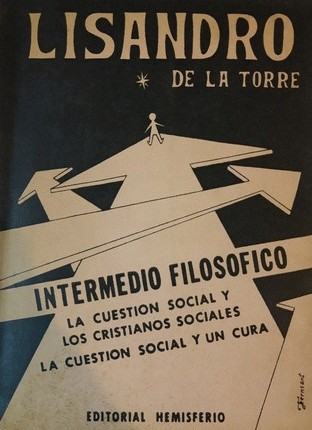 LISANDRO
DE LA TORRE
INTERMEDIO FILOSOFICO
LA CUESTION SOCIAL Y
LOS CRISTIANOS SOCIALES
LA CUESTION SOCIAL Y UN CURA
EDITORIAL HEMISFERIO